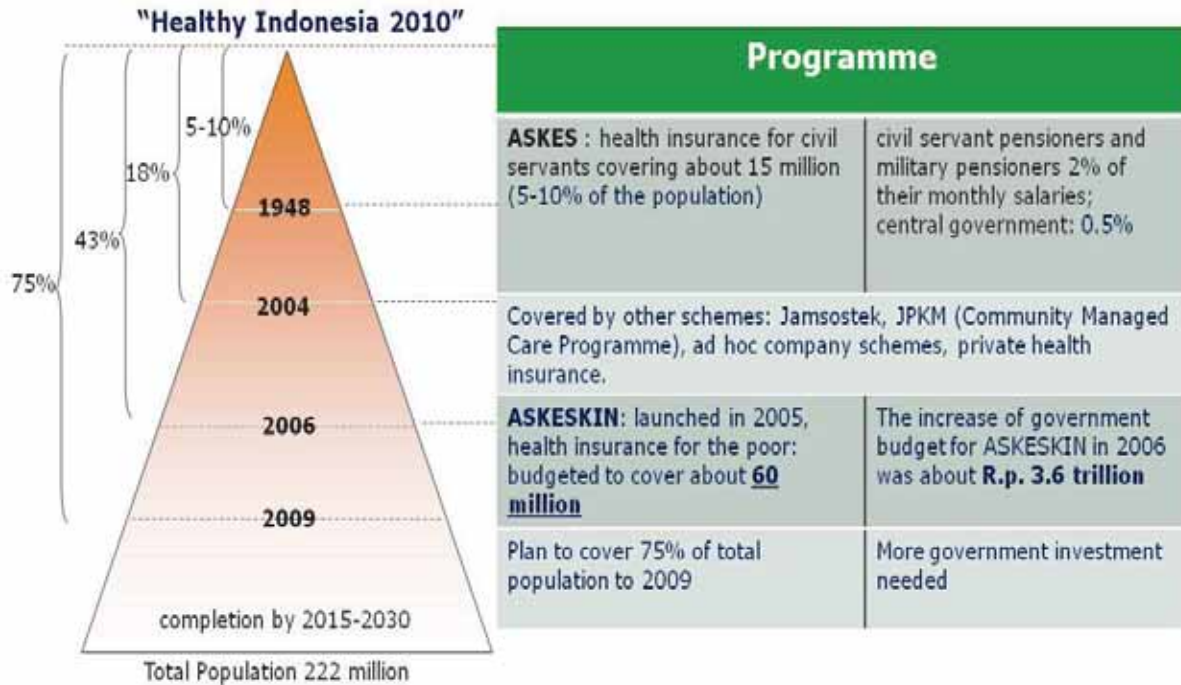 "Healthy Indonesia 2010"
5-10%
18%
43%
75%
1948
2004
2006
2009
completion by 2015-2030
Total Population 222 million
Programme
ASKES : health insurance for civil
servants covering about 15 million
(5-10% of the population)
civil servant pensioners and
military pensioners 2% of
their monthly salaries;
central government: 0.5%
Covered by other schemes: Jamsostek, JPKM (Community Managed
Care Programme), ad hoc company schemes, private health
insurance.
ASKESKIN: launched in 2005,
health insurance for the poor:
budgeted to cover about 60
million
The increase of government
budget for ASKESKIN in 2006
was about R.p. 3.6 trillion
Plan to cover 75% of total
population to 2009
More government investment
needed